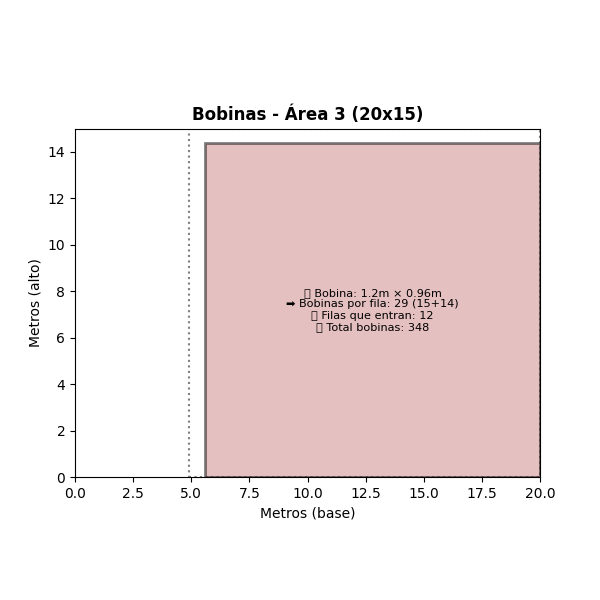 Bobinas - Área 3 (20x15)
Metros (alto)
14
12
10
8
6
4
2
0
▯ Bobina: 1.2m × 0.96m
➡ Bobinas por fila: 29 (15+14)
▯ Filas que entran: 12
▯ Total bobinas: 348
0.0 2.5 5.0 7.5 10.0 12.5 15.0 17.5 20.0
Metros (base)